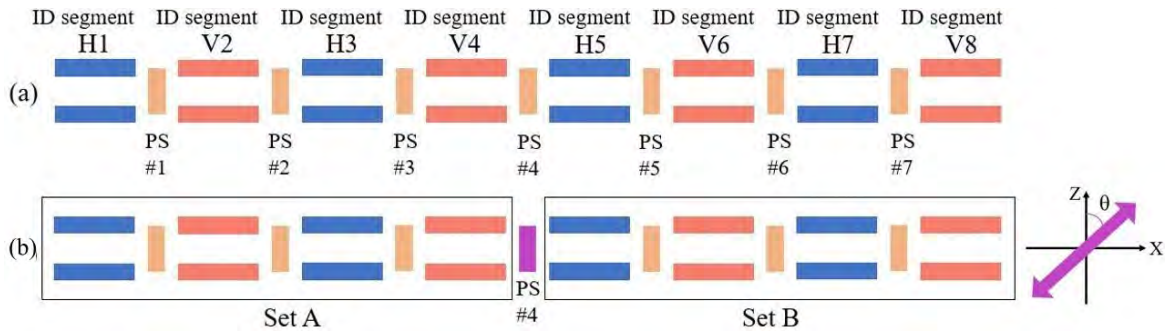 ID segment ID segment ID segment ID segment ID segment ID segment ID segment ID segment
H1 V2 H3 V4 H5 V6 H7 V8
(a)
PS PS PS PS PS PS PS
#1 #2 #3 #4 #5 #6 #7
(b)
Z θ
X
PS
#4
Set A Set B